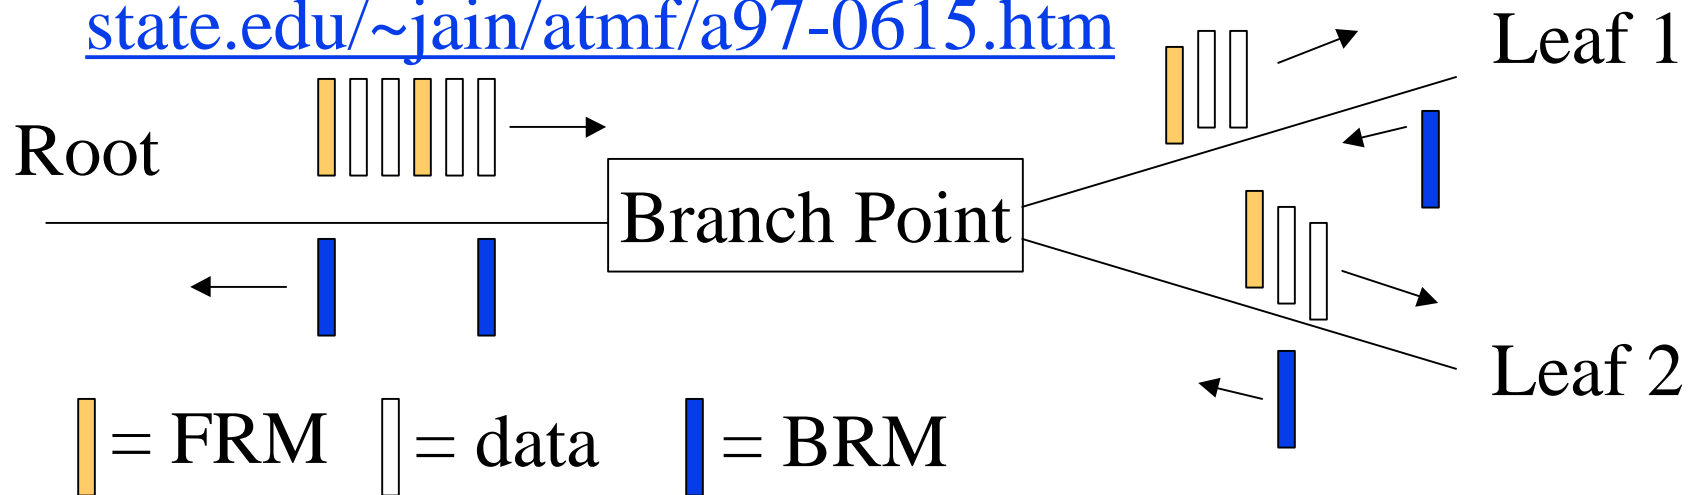 state.edu/~jain/atmf/a97-0615.htm
Leaf 1
Root
Branch Point
Leaf 2
= FRM = data = BRM